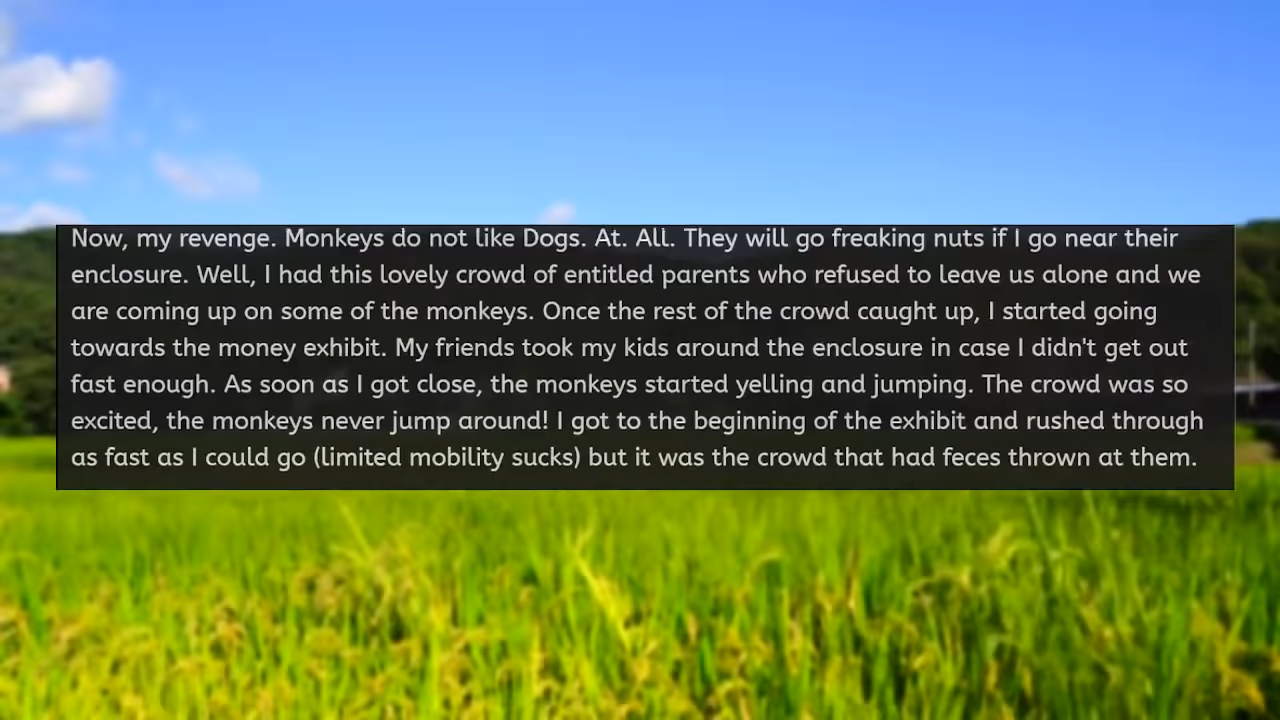 Now, my revenge. Monkeys do not like Dogs. At. All. They will go freaking nuts if I go near their
enclosure. Well, I had this lovely crowd of entitled parents who refused to leave us alone and we
are coming up on some of the monkeys. Once the rest of the crowd caught up, I started going
towards the money exhibit. My friends took my kids around the enclosure in case I didn't get out
fast enough. As soon as I got close, the monkeys started yelling and jumping. The crowd was so
excited, the monkeys never jump around! I got to the beginning of the exhibit and rushed through
as fast as I could go (limited mobility sucks) but it was the crowd that had feces thrown at them.